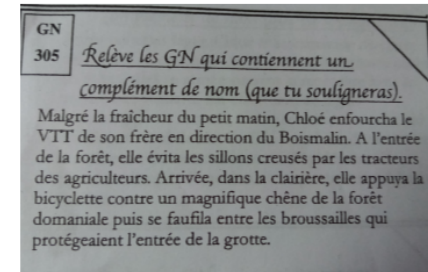 GN
305
Relève les GN qui contiennent un
complément de nom (que tu souligneras).
Malgré la fraîcheur du petit matin, Chloé enfourcha le
VTT de son frère en direction du Boismalin. A l'entrée
de la forêt, elle évita les sillons creusés par les tracteurs
des agriculteurs. Arrivée, dans la clairière, elle appuya la
bicyclette contre un magnifique chêne de la forêt
domaniale puis se faufila entre les broussailles qui
protégeaient l'entrée de la grotte.